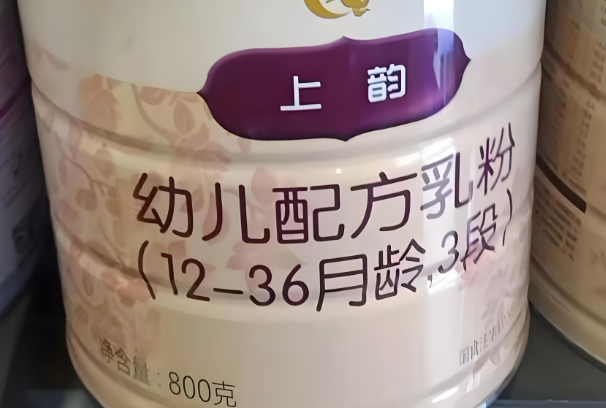 上韵
幼儿配方乳粉
（12-36月龄,3段）
净含量：800克